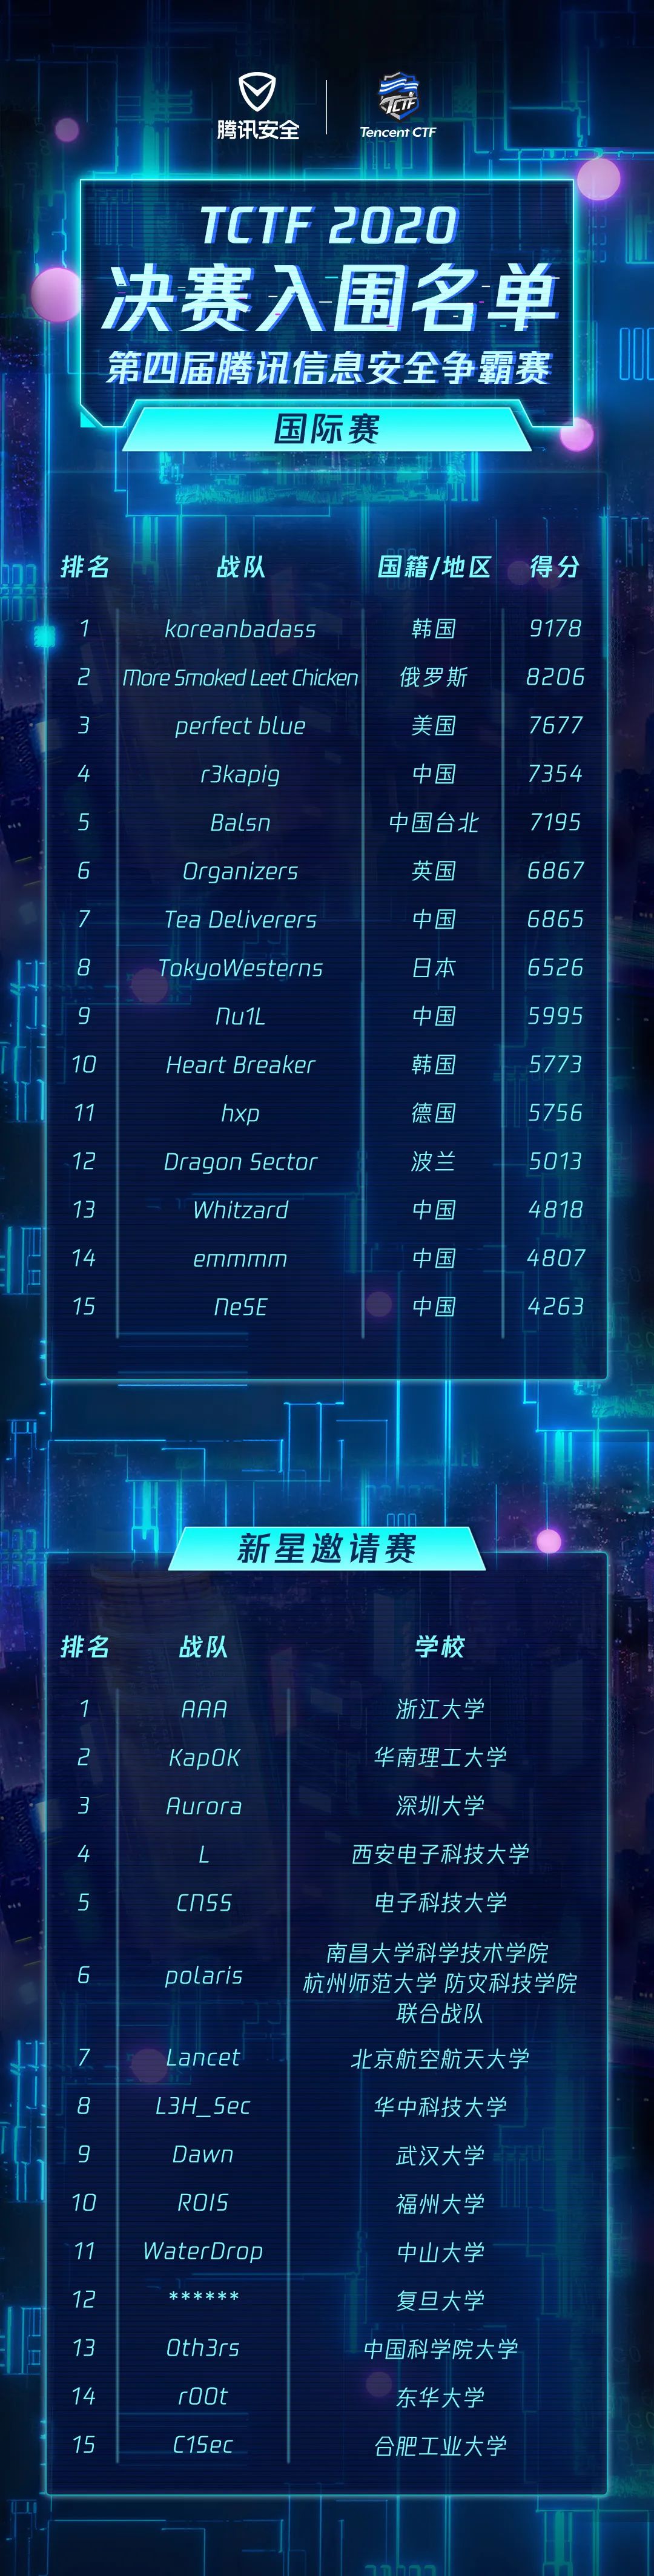 腾讯安全
TCTF
Tencent CTF
TCTF 2020
决赛入围名单
第四届腾讯信息安全争霸赛
国际赛
排名 战队 国籍/地区 得分
1 koreanbadass 韩国 9178
2 More Smoked Leet Chicken 俄罗斯 8206
3 perfect blue 美国 7677
4 r3kapig 中国 7354
5 Balsn 中国台北 7195
6 Organizers 英国 6867
7 Tea Deliverers 中国 6865
8 TokyoWesterns 日本 6526
9 Nu1L 中国 5995
10 Heart Breaker 韩国 5773
11 hxp 德国 5756
12 Dragon Sector 波兰 5013
13 Whitzard 中国 4818
14 emmmm 中国 4807
15 NeSE 中国 4263
新星邀请赛
排名 战队 学校
1 AAA 浙江大学
2 Kap0K 华南理工大学
3 Aurora 深圳大学
4 L 西安电子科技大学
5 CNSS 电子科技大学
6 polaris 南昌大学科学技术学院
杭州师范大学 防灾科技学院
联合战队
7 Lancet 北京航空航天大学
8 L3H_Sec 华中科技大学
9 Dawn 武汉大学
10 ROIS 福州大学
11 WaterDrop 中山大学
12 ****** 复旦大学
13 0th3rs 中国科学院大学
14 r00t 东华大学
15 C1Sec 合肥工业大学